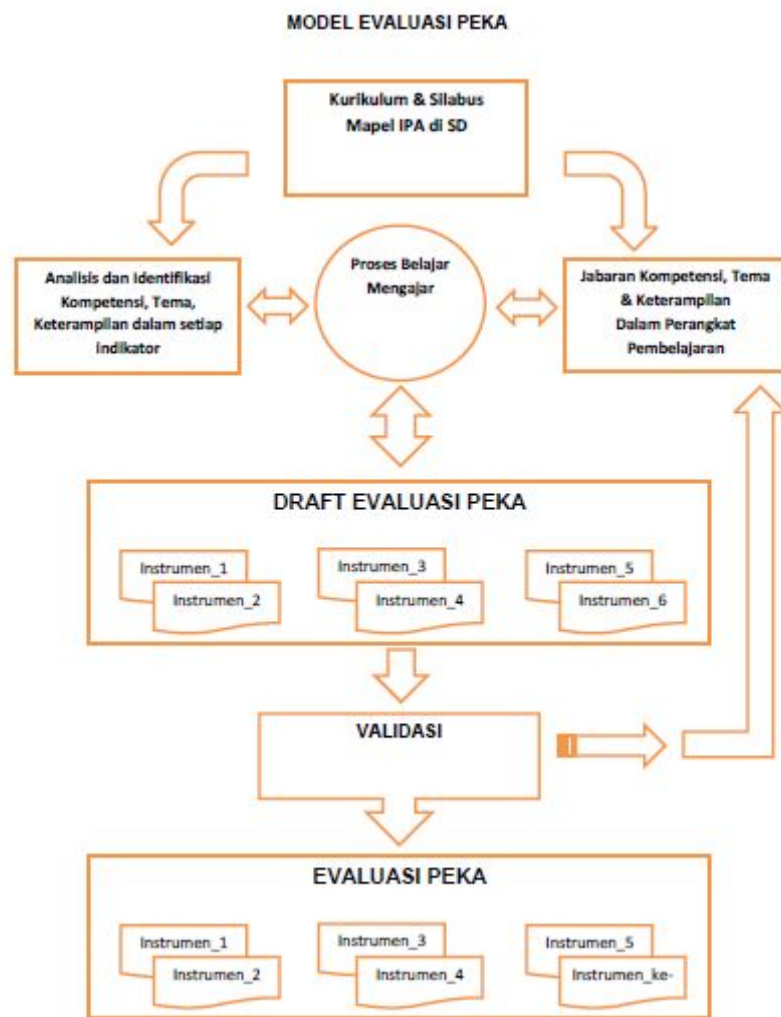 MODEL EVALUASI PEKA
Kurikulum & Silabus
Mapel IPA di SD
Analisis dan Identifikasi
Kompetensi, Tema,
Keterampilan dalam setiap
indikator
Proses Belajar
Mengajar
Jabaran Kompetensi, Tema
& Keterampilan
Dalam Perangkat
Pembelajaran
DRAFT EVALUASI PEKA
Instrumen_1
Instrumen_2
Instrumen_3
Instrumen_4
Instrumen_5
Instrumen_6
VALIDASI
EVALUASI PEKA
Instrumen_1
Instrumen_2
Instrumen_3
Instrumen_4
Instrumen_5
Instrumen_ke-